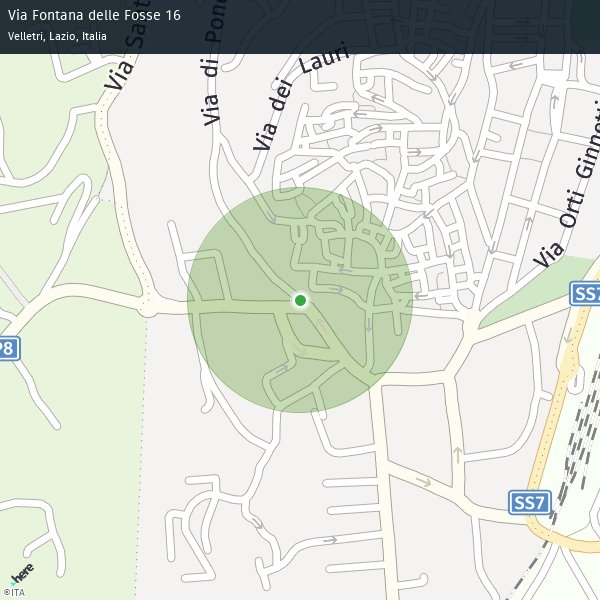 Via Fontana delle Fosse 16
Velletri, Lazio, Italia
Via di
Via dei Lauri
Via Orti Ginnetti
SS7
P8
SS7
here
©ITA